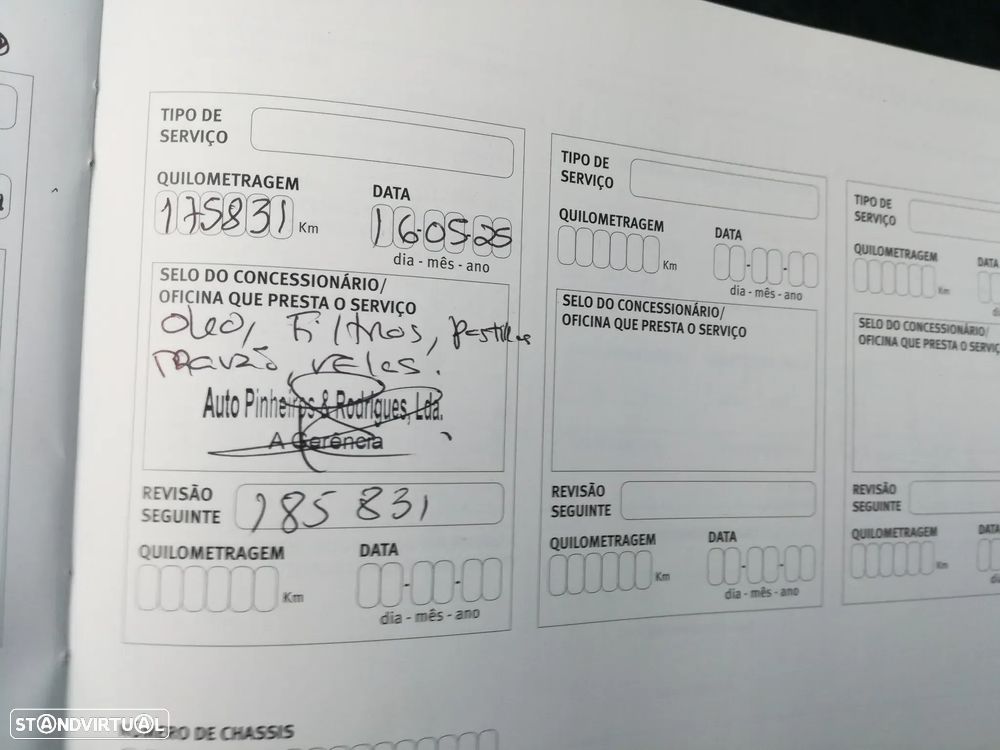 TIPO DE
SERVIÇO
QUILOMETRAGEM
DATA
175831 Km
16-05-25
dia - mês - ano
SELO DO CONCESSIONÁRIO/
OFICINA QUE PRESTA O SERVIÇO
Oleo, Filtros, pastilhas
travão, velas.
Auto Pinheiros & Rodrigues, Lda.
A Gerência
REVISÃO
SEGUINTE
185 831
QUILOMETRAGEM
DATA
Km
dia - mês - ano
TIPO DE
SERVIÇO
QUILOMETRAGEM
DATA
Km
dia - mês - ano
SELO DO CONCESSIONÁRIO/
OFICINA QUE PRESTA O SERVIÇO
REVISÃO
SEGUINTE
QUILOMETRAGEM
DATA
Km
dia - mês - ano
TIPO DE
SERVIÇO
QUILOMETRAGEM
DATA
Km
SELO DO CONCESSIONÁRIO/
OFICINA QUE PRESTA O SERVIÇ
REVISÃO
SEGUINTE
QUILOMETRAGEM
DATA
Km
DE CHASSIS
STANDVIRTUAL